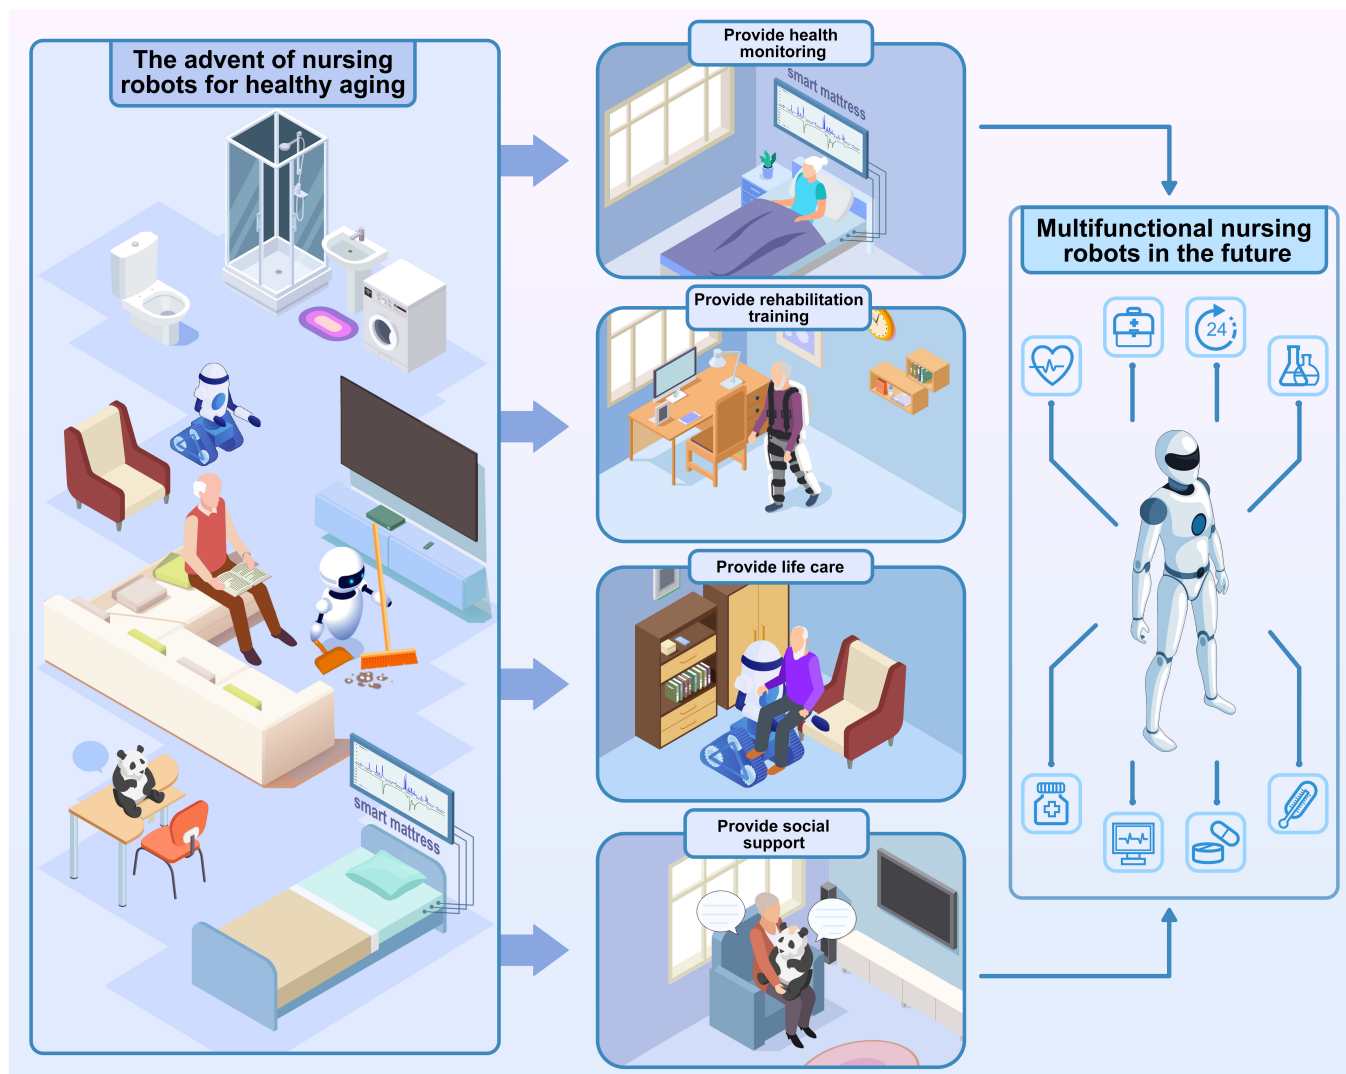 The advent of nursing
robots for healthy aging
smart mattress
Provide health
monitoring
smart mattress
Provide rehabilitation
training
Provide life care
Provide social
support
Multifunctional nursing
robots in the future
24